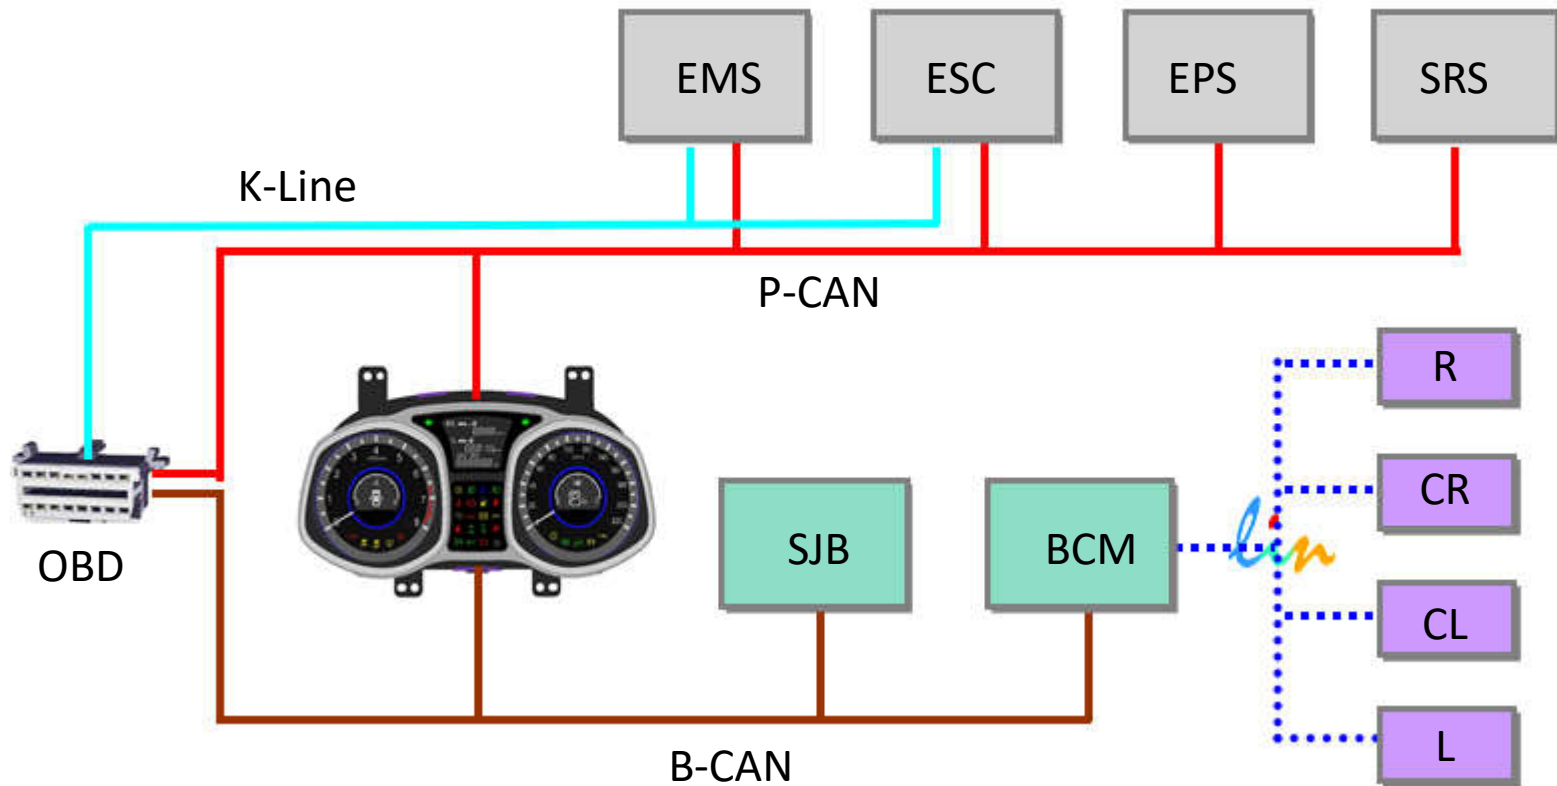 EMS
ESC
EPS
SRS
K-Line
P-CAN
R
CR
OBD
SJB
BCM
lin
CL
L
B-CAN